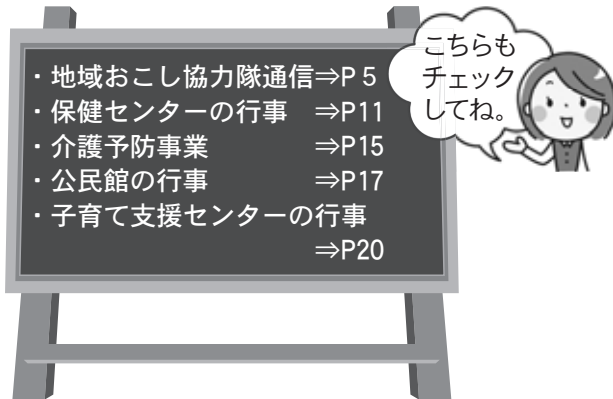 ・地域おこし協力隊通信⇒P 5
・保健センターの行事　⇒P11
・介護予防事業　　　　⇒P15
・公民館の行事　　　　⇒P17
・子育て支援センターの行事
⇒P20
こちらも
チェック
してね。